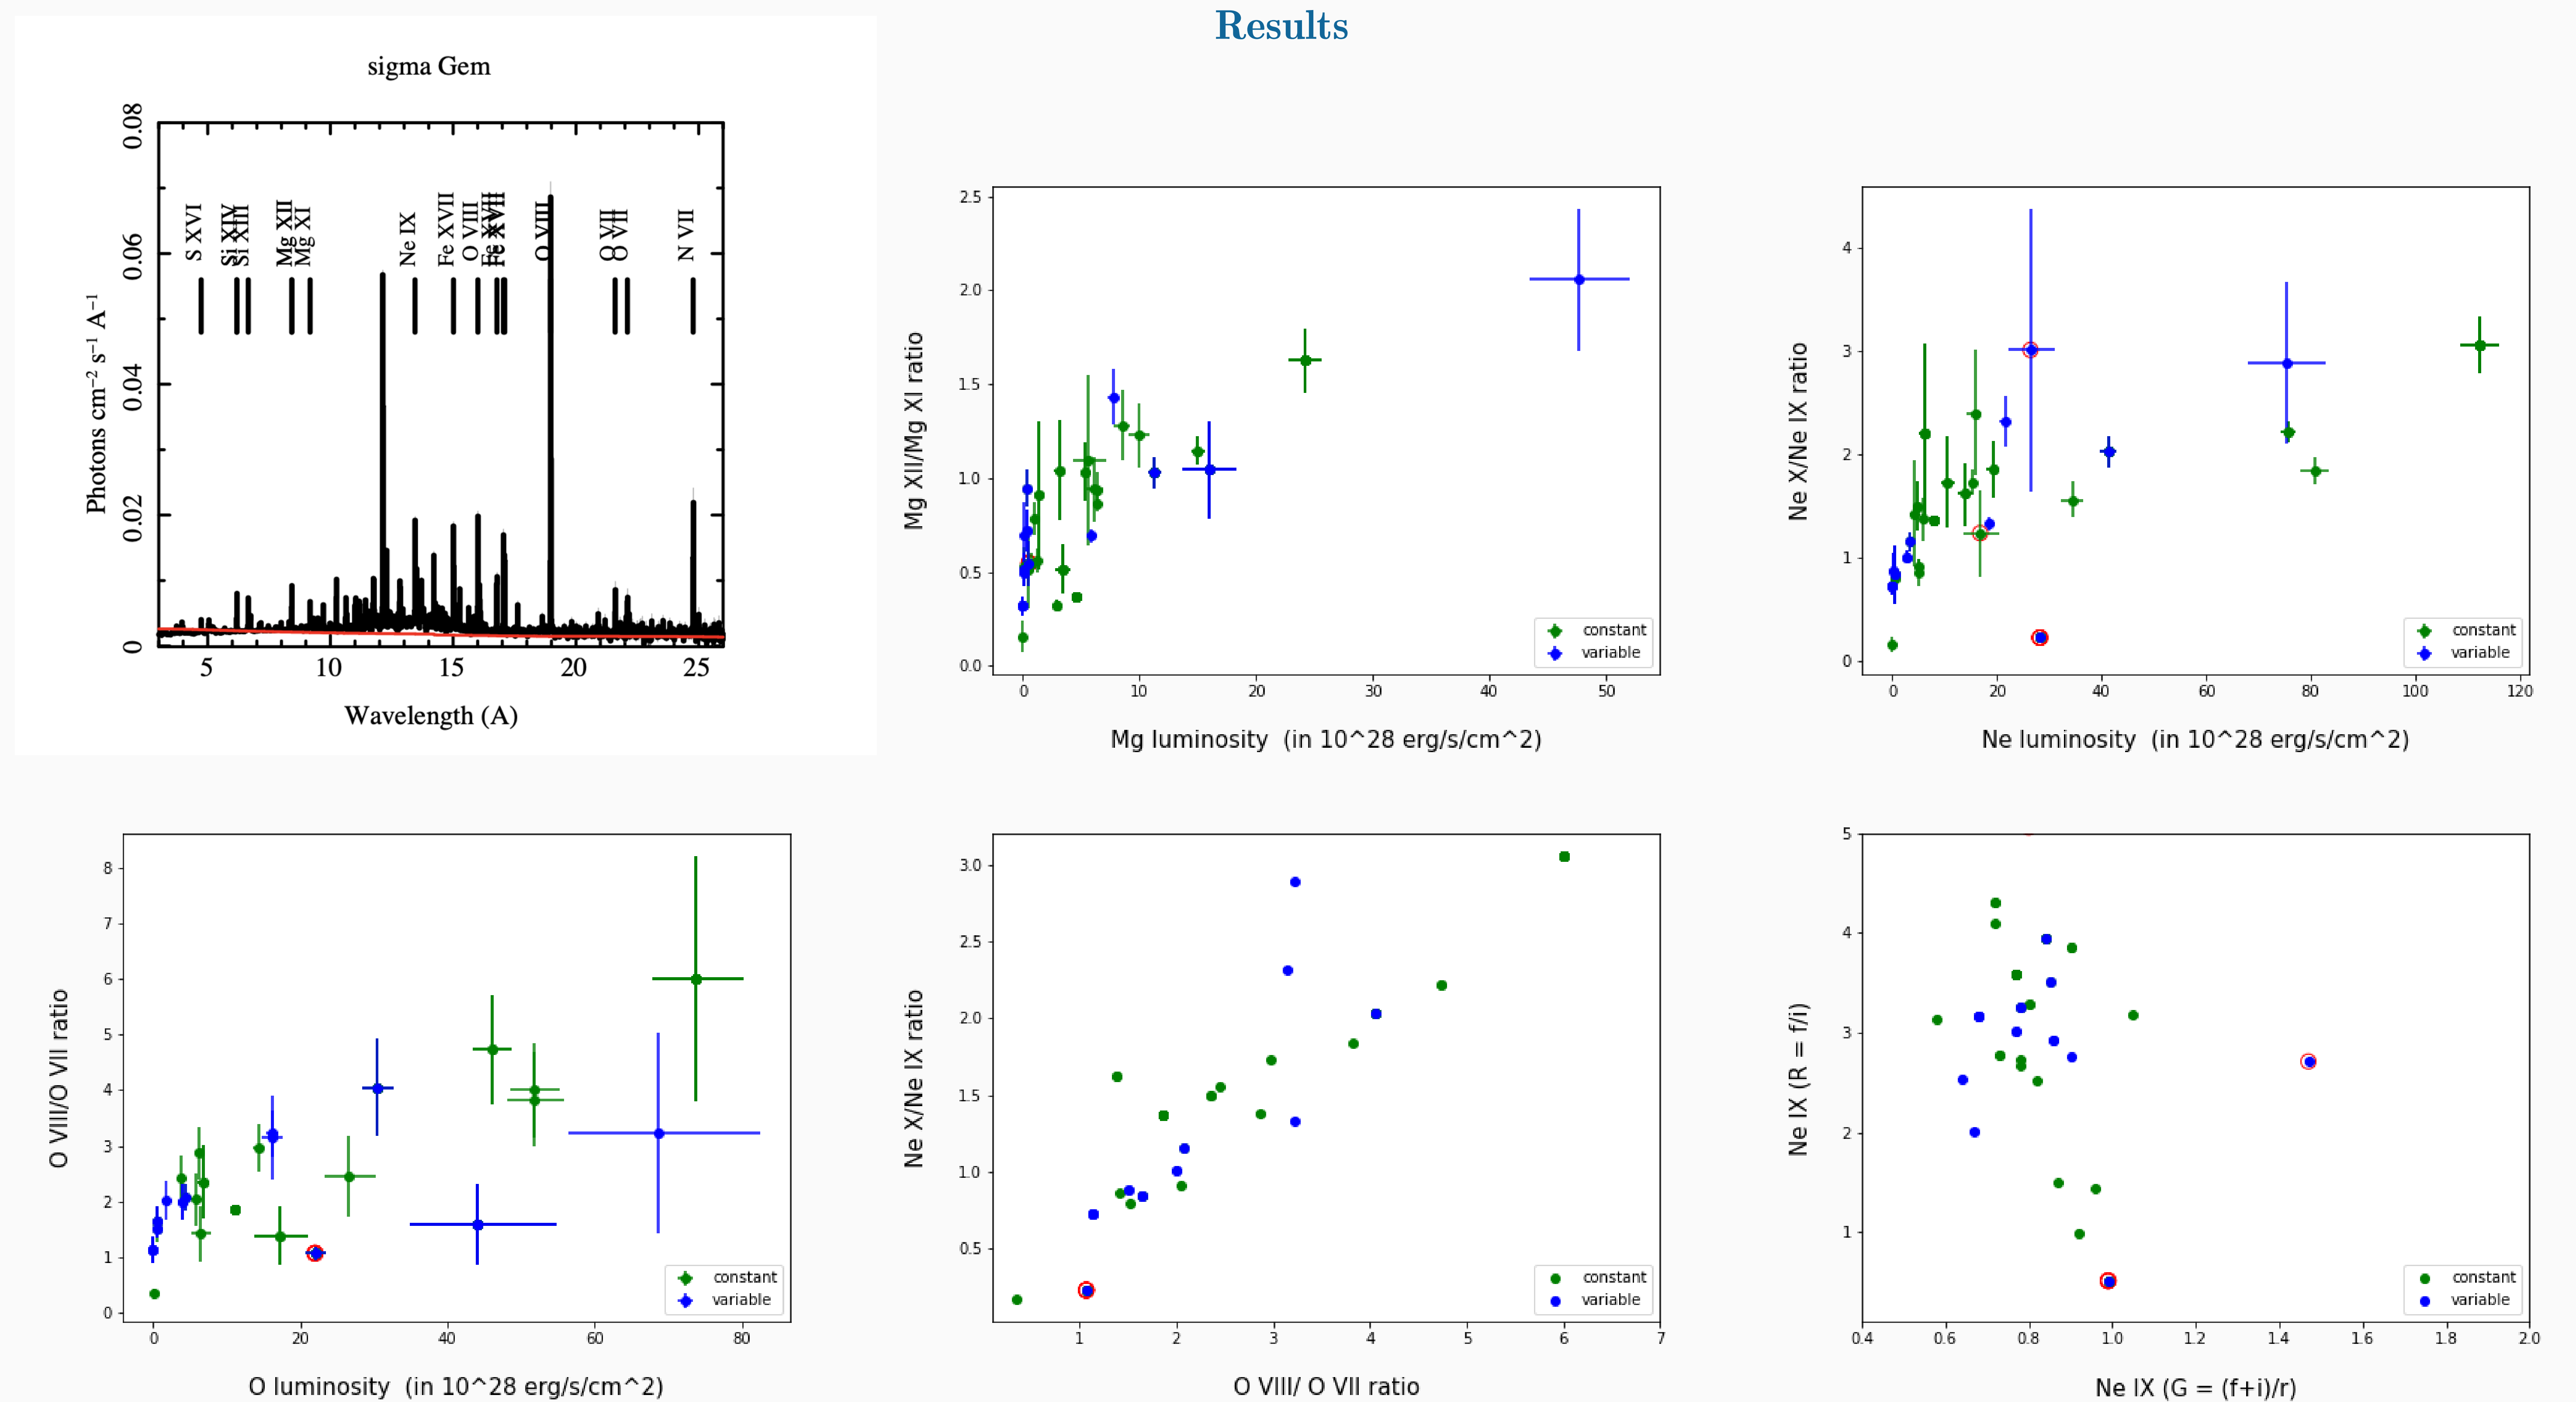 Results
sigma Gem
0.08
0.06
0.04
0.02
0
Photons cm−2 s−1 A−1
S XVI
Si XIV
Si XIII
Mg XII
Mg XI
Ne IX
Fe XVII
O VIII
Fe XVII
Fe XVII
O VIII
O VII
O VII
N VII
5 10 15 20 25
Wavelength (A)
2.5
2.0
1.5
1.0
0.5
0.0
Mg XII/Mg XI ratio
constant
variable
0 10 20 30 40 50
Mg luminosity (in 10^28 erg/s/cm^2)
4
3
2
1
0
Ne X/Ne IX ratio
constant
variable
0 20 40 60 80 100 120
Ne luminosity (in 10^28 erg/s/cm^2)
8
7
6
5
4
3
2
1
0
O VIII/O VII ratio
constant
variable
0 20 40 60 80
O luminosity (in 10^28 erg/s/cm^2)
3.0
2.5
2.0
1.5
1.0
0.5
Ne X/Ne IX ratio
constant
variable
1 2 3 4 5 6 7
O VIII/ O VII ratio
5
4
3
2
1
Ne IX (R = f/i)
constant
variable
0.4 0.6 0.8 1.0 1.2 1.4 1.6 1.8 2.0
Ne IX (G = (f+i)/r)